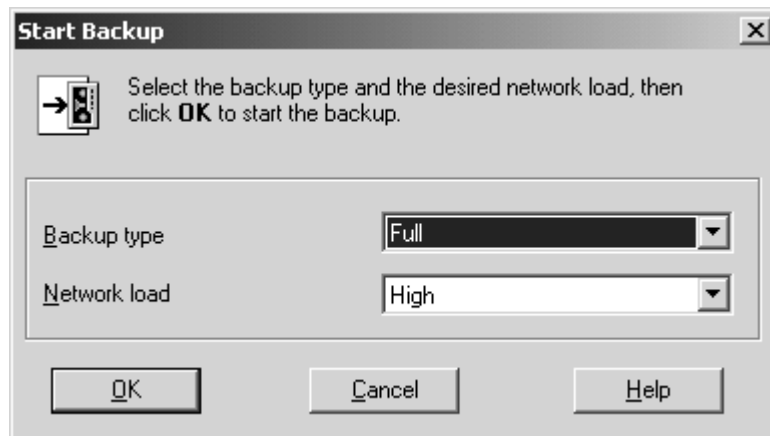 Start Backup
Select the backup type and the desired network load, then
click OK to start the backup.
Backup type Full
Network load High
OK Cancel Help